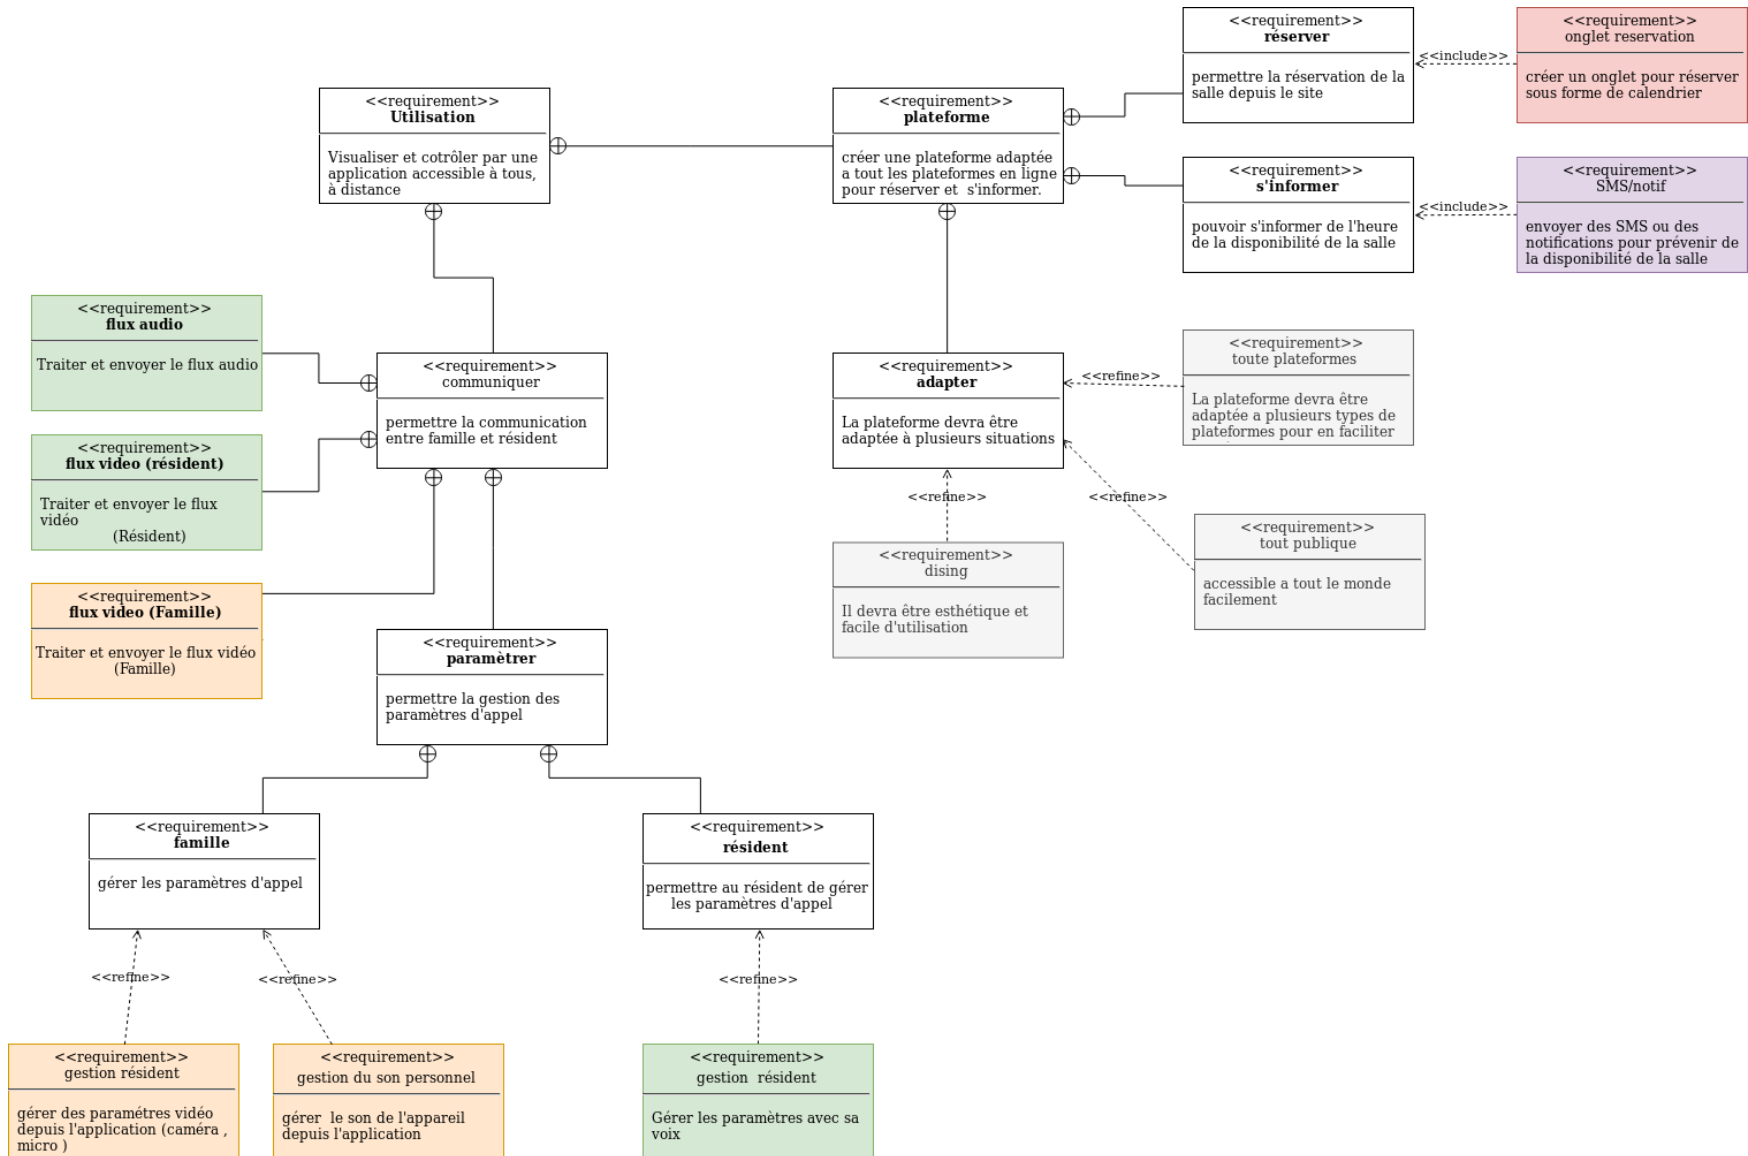 <<requirement>>
réserver
permettre la réservation de la
salle depuis le site
<<include>>
<<requirement>>
onglet reservation
créer un onglet pour réserver
sous forme de calendrier
<<requirement>>
Utilisation
Visualiser et cotrôler par une
application accessible à tous,
à distance
<<requirement>>
plateforme
créer une plateforme adaptée
a tout les plateformes en ligne
pour réserver et  s'informer.
<<requirement>>
s'informer
pouvoir s'informer de l'heure
de la disponibilité de la salle
<<include>>
<<requirement>>
SMS/notif
envoyer des SMS ou des
notifications pour prévenir de
la disponibilité de la salle
<<requirement>>
flux audio
Traiter et envoyer le flux audio
<<requirement>>
communiquer
permettre la communication
entre famille et résident
<<requirement>>
adapter
La plateforme devra être
adaptée à plusieurs situations
<<refine>>
<<requirement>>
toute plateformes
La plateforme devra être
adaptée a plusieurs types de
plateformes pour en faciliter
<<requirement>>
flux video (résident)
Traiter et envoyer le flux
vidéo
(Résident)
<<refine>>
<<refine>>
<<requirement>>
tout publique
accessible a tout le monde
facilement
<<requirement>>
dising
Il devra être esthétique et
facile d'utilisation
<<requirement>>
flux video (Famille)
Traiter et envoyer le flux vidéo
(Famille)
<<requirement>>
paramètrer
permettre la gestion des
paramètres d'appel
<<requirement>>
famille
gérer les paramètres d'appel
<<requirement>>
résident
permettre au résident de gérer
les paramètres d'appel
<<refine>>
<<refine>>
<<refine>>
<<requirement>>
gestion résident
gérer des paramétres vidéo
depuis l'application (caméra ,
micro )
<<requirement>>
gestion du son personnel
gérer  le son de l'appareil
depuis l'application
<<requirement>>
gestion  résident
Gérer les paramètres avec sa
voix